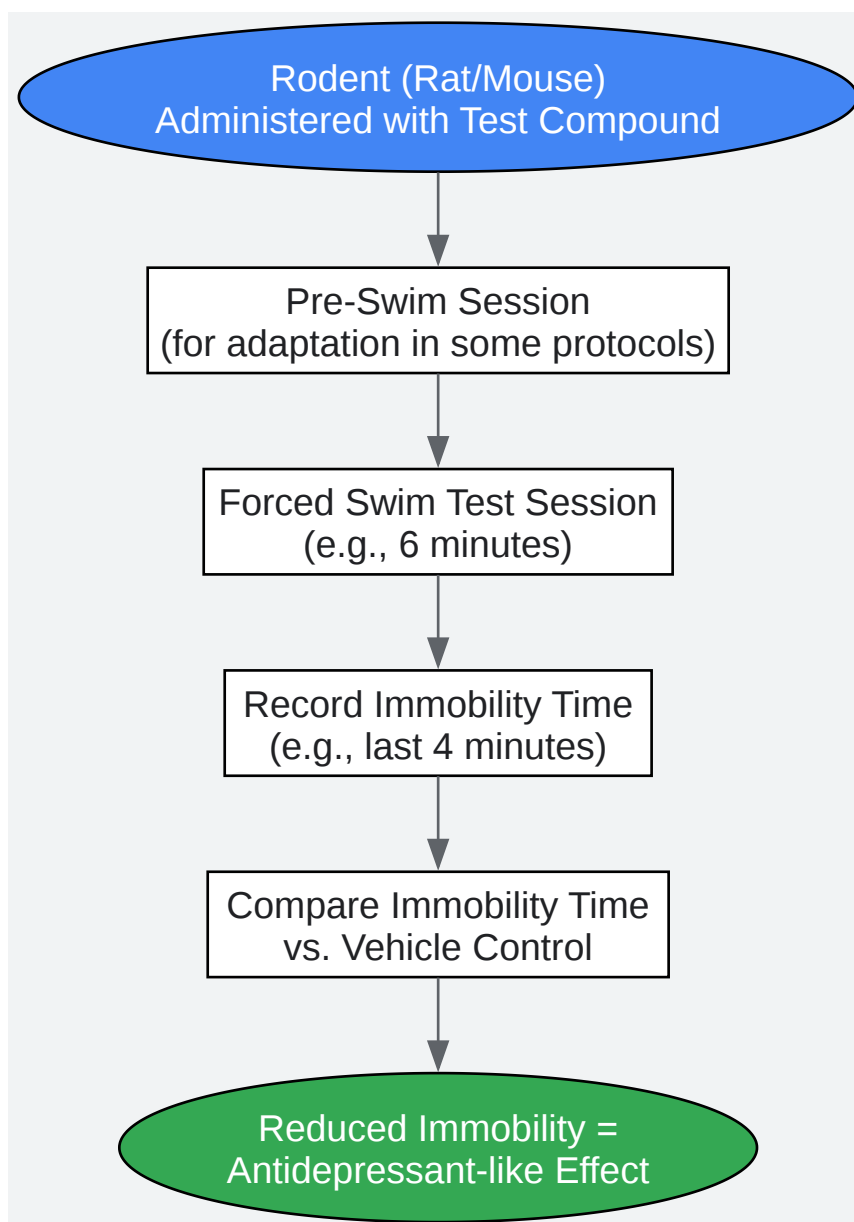 Rodent (Rat/Mouse)
Administered with Test Compound
Pre-Swim Session
(for adaptation in some protocols)
Forced Swim Test Session
(e.g., 6 minutes)
Record Immobility Time
(e.g., last 4 minutes)
Compare Immobility Time
vs. Vehicle Control
Reduced Immobility =
Antidepressant-like Effect